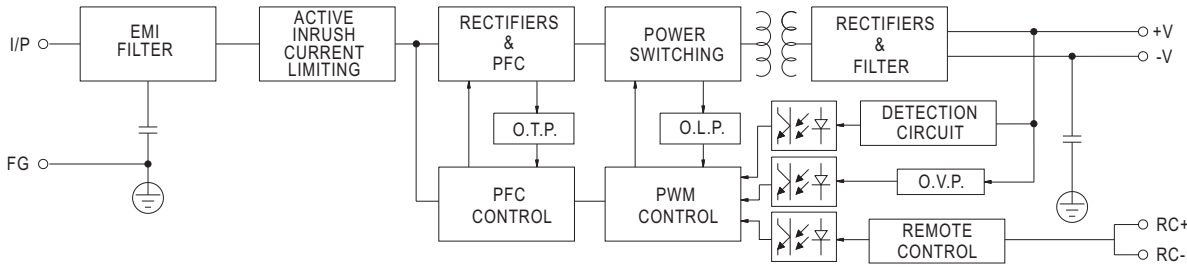 I/P
EMI
FILTER
ACTIVE
INRUSH
CURRENT
LIMITING
RECTIFIERS
&
PFC
POWER
SWITCHING
RECTIFIERS
&
FILTER
+V
-V
O.T.P.
O.L.P.
DETECTION
CIRCUIT
FG
PFC
CONTROL
PWM
CONTROL
O.V.P.
REMOTE
CONTROL
RC+
RC-